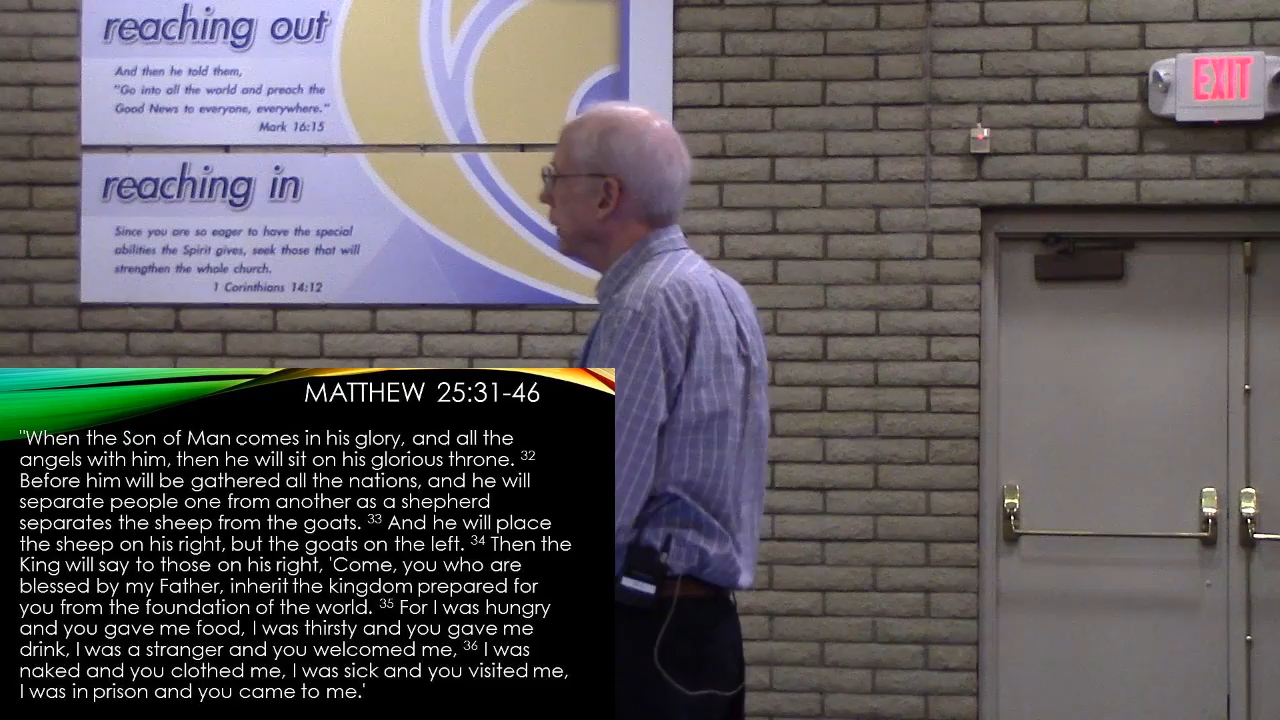 reaching out
And then he told them,
"Go into all the world and preach the
Good News to everyone, everywhere."
Mark 16:15
reaching in
Since you are so eager to have the special
abilities the Spirit gives, seek those that will
strengthen the whole church.
1 Corinthians 14:12
EXIT
MATTHEW 25:31-46
"When the Son of Man comes in his glory, and all the
angels with him, then he will sit on his glorious throne. 32
Before him will be gathered all the nations, and he will
separate people one from another as a shepherd
separates the sheep from the goats. 33 And he will place
the sheep on his right, but the goats on the left. 34 Then the
King will say to those on his right, 'Come, you who are
blessed by my Father, inherit the kingdom prepared for
you from the foundation of the world. 35 For I was hungry
and you gave me food, I was thirsty and you gave me
drink, I was a stranger and you welcomed me, 36 I was
naked and you clothed me, I was sick and you visited me,
I was in prison and you came to me.'